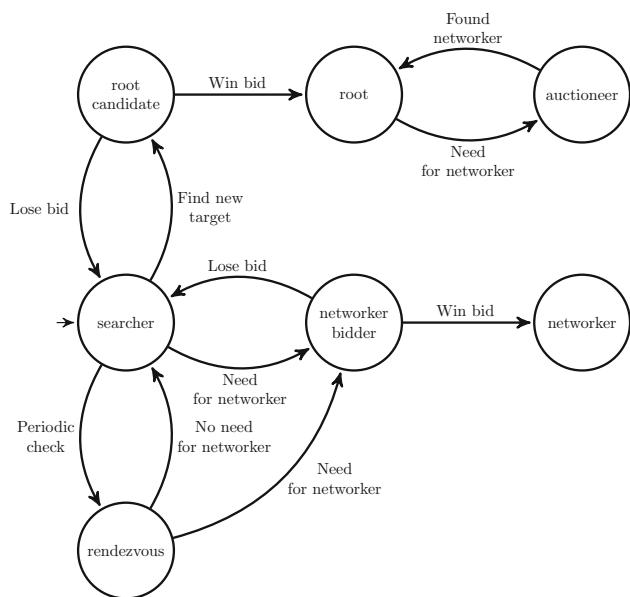 Found
networker
root
candidate
Win bid
root
auctioneer
Need
for networker
Lose bid
Find new
target
Lose bid
searcher
networker
bidder
Win bid
networker
Need
for networker
Periodic
check
No need
for networker
Need
for networker
rendezvous